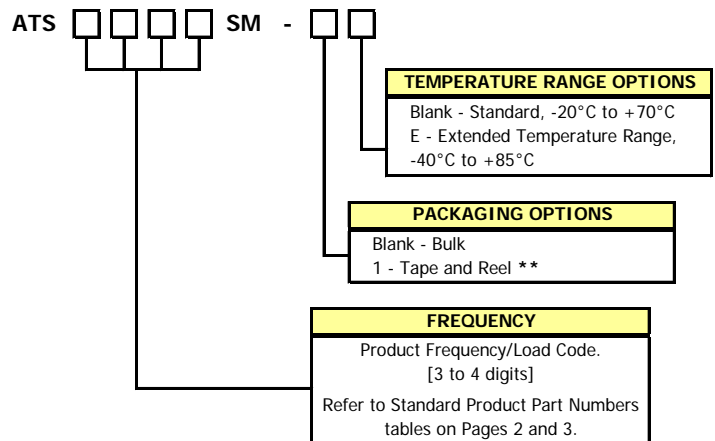 ATS SM -
TEMPERATURE RANGE OPTIONS
Blank - Standard, -20°C to +70°C
E - Extended Temperature Range,
-40°C to +85°C
PACKAGING OPTIONS
Blank - Bulk
1 - Tape and Reel **
FREQUENCY
Product Frequency/Load Code.
[3 to 4 digits]
Refer to Standard Product Part Numbers
tables on Pages 2 and 3.